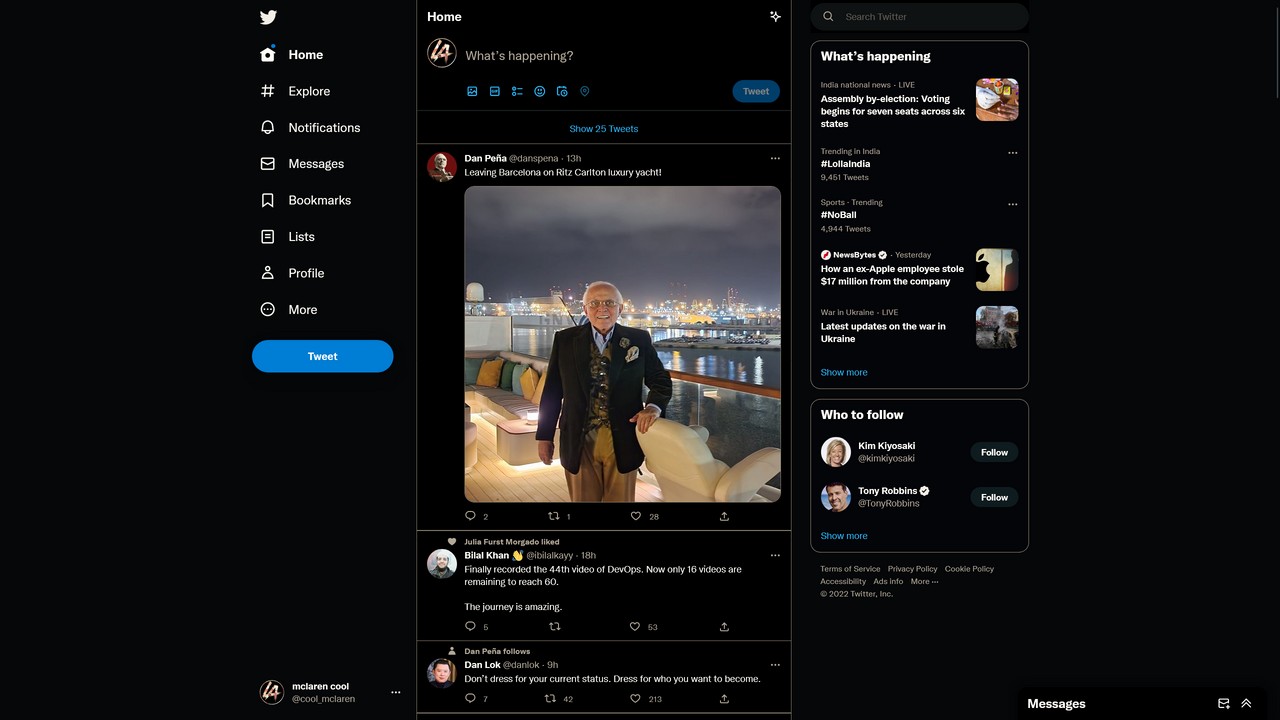 Home
Explore
Notifications
Messages
Bookmarks
Lists
Profile
More
Tweet
mclaren cool
@cool_mclaren
Home
What's happening?
Tweet
Show 25 Tweets
Dan Peña @danspena · 13h
Leaving Barcelona on Ritz Carlton luxury yacht!
2 1 28
Julia Furst Morgado liked
Bilal Khan 👋 @ibilalkayy · 18h
Finally recorded the 44th video of DevOps. Now only 16 videos are
remaining to reach 60.
The journey is amazing.
5 53
Dan Peña follows
Dan Lok @danlok · 9h
Don't dress for your current status. Dress for who you want to become.
7 42 213
Search Twitter
What's happening
India national news · LIVE
Assembly by-election: Voting
begins for seven seats across six
states
Trending in India
#LollaIndia
9,451 Tweets
Sports · Trending
#NoBall
4,944 Tweets
NewsBytes · Yesterday
How an ex-Apple employee stole
$17 million from the company
War in Ukraine · LIVE
Latest updates on the war in
Ukraine
Show more
Who to follow
Kim Kiyosaki
@kimkiyosaki
Follow
Tony Robbins
@TonyRobbins
Follow
Show more
Terms of Service Privacy Policy Cookie Policy
Accessibility Ads info More ···
© 2022 Twitter, Inc.
Messages